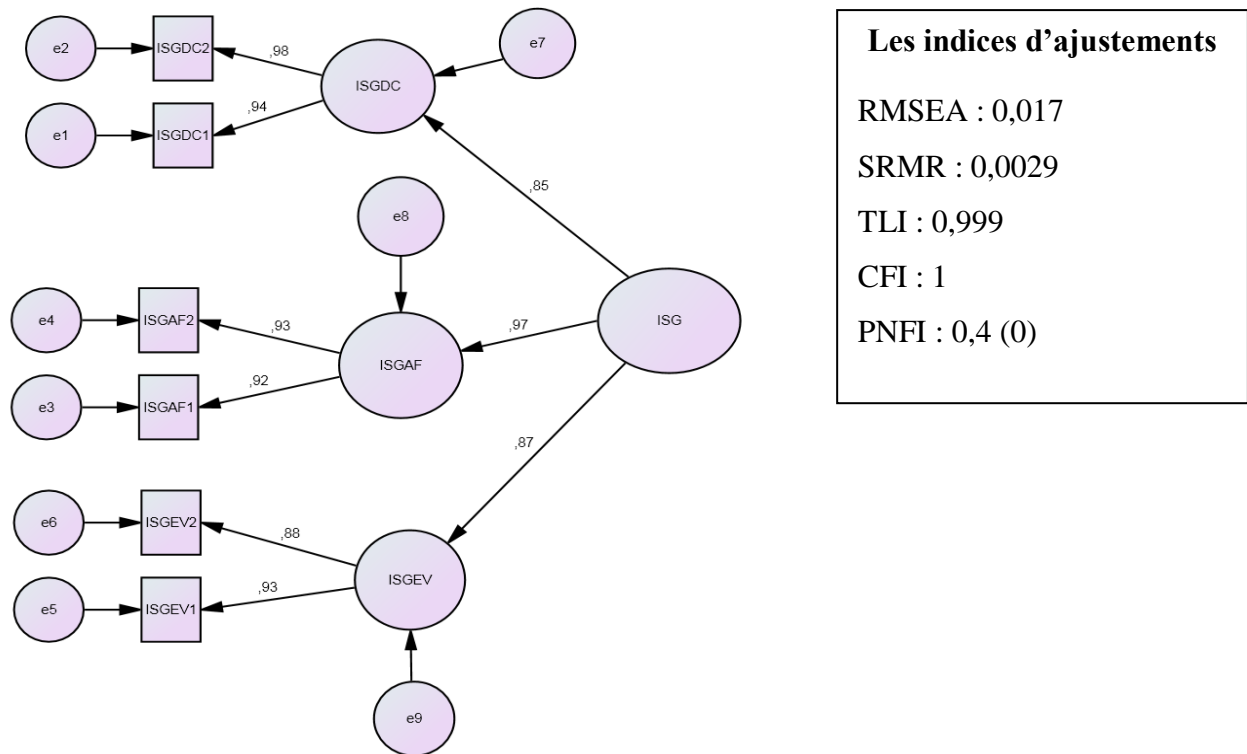 e2
ISGDC2
,98
ISGDC
e7
e1
ISGDC1
,94
,85
e8
e4
ISGAF2
,93
ISGAF
,97
ISG
e3
ISGAF1
,92
,87
e6
ISGEV2
,88
ISGEV
e5
ISGEV1
,93
e9
Les indices d'ajustements
RMSEA : 0,017
SRMR : 0,0029
TLI : 0,999
CFI : 1
PNFI : 0,4 (0)